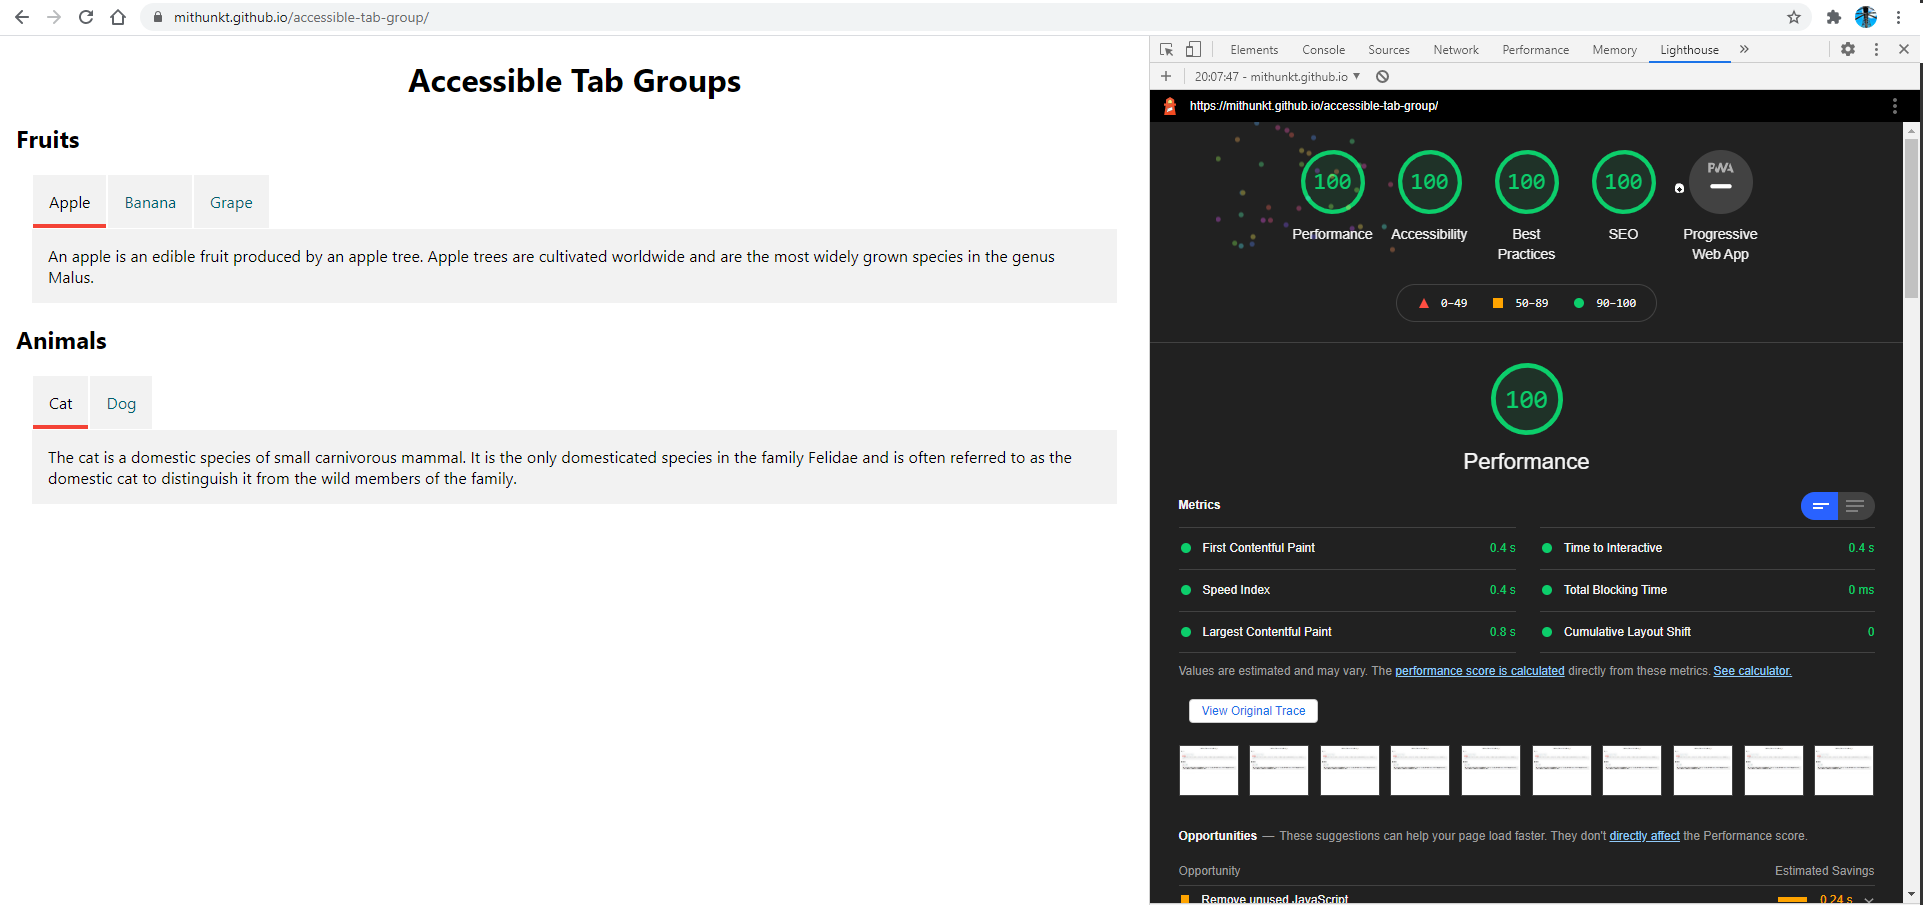 mithunkt.github.io/accessible-tab-group/
Accessible Tab Groups
Fruits
Apple Banana Grape
An apple is an edible fruit produced by an apple tree. Apple trees are cultivated worldwide and are the most widely grown species in the genus
Malus.
Animals
Cat Dog
The cat is a domestic species of small carnivorous mammal. It is the only domesticated species in the family Felidae and is often referred to as the
domestic cat to distinguish it from the wild members of the family.
Elements Console Sources Network Performance Memory Lighthouse »
20:07:47 - mithunkt.github.io
https://mithunkt.github.io/accessible-tab-group/
100 100 100 100 PWA
Performance Accessibility Best Practices SEO Progressive Web App
0–49 50–89 90–100
100
Performance
Metrics
First Contentful Paint 0.4 s Time to Interactive 0.4 s
Speed Index 0.4 s Total Blocking Time 0 ms
Largest Contentful Paint 0.8 s Cumulative Layout Shift 0
Values are estimated and may vary. The performance score is calculated directly from these metrics. See calculator.
View Original Trace
Opportunities — These suggestions can help your page load faster. They don't directly affect the Performance score.
Opportunity Estimated Savings
Remove unused JavaScript 0.24 s